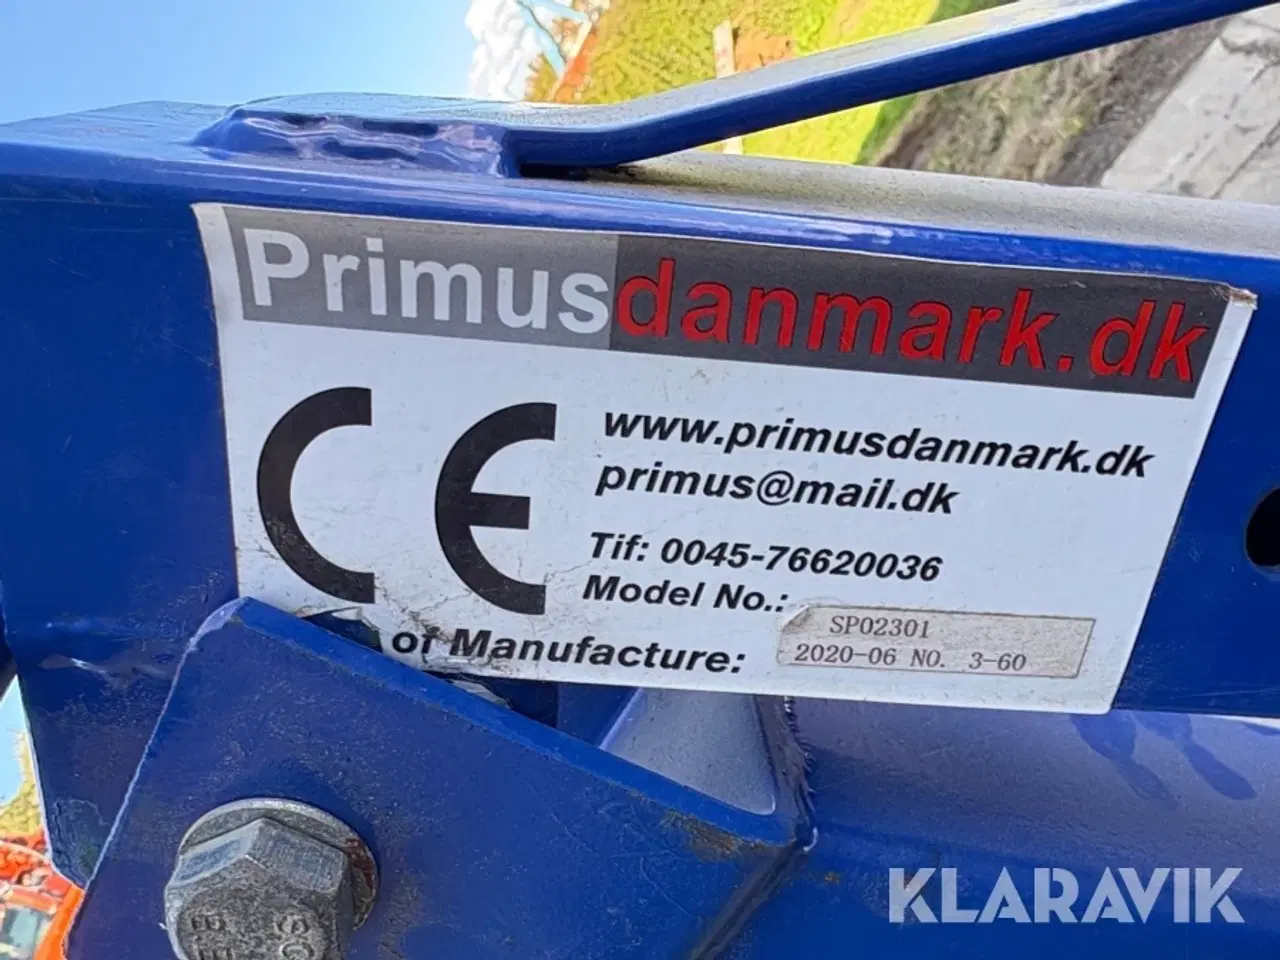 Primusdanmark.dk
CE
www.primusdanmark.dk
primus@mail.dk
Tif: 0045-76620036
Model No.:
SP02301
of Manufacture:
2020-06 NO. 3-60
KLARAVIK